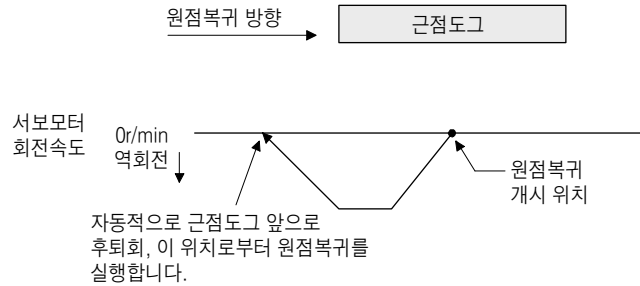 원점복귀 방향
근점도그
서보모터
회전속도
0r/min
역회전
원점복귀
개시 위치
자동적으로 근점도그 앞으로
후퇴회, 이 위치로부터 원점복귀를
실행합니다.